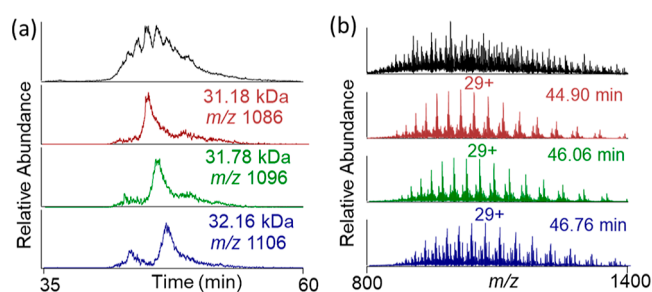 (a)
Relative Abundance
31.18 kDa
m/z 1086
31.78 kDa
m/z 1096
32.16 kDa
m/z 1106
35
Time (min)
60
(b)
Relative Abundance
29+
44.90 min
29+
46.06 min
29+
46.76 min
800
m/z
1400